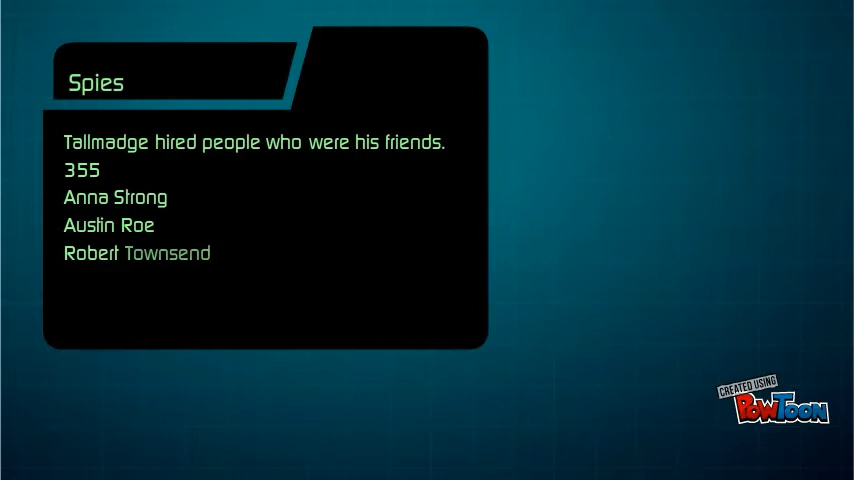 Spies
Tallmadge hired people who were his friends.
355
Anna Strong
Austin Roe
Robert Townsend
CREATED USING
POWTOON